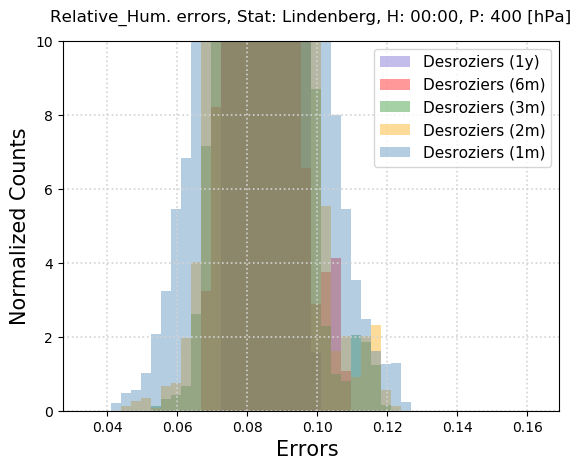 Relative_Hum. errors, Stat: Lindenberg, H: 00:00, P: 400 [hPa]
10
8
6
4
2
0
Normalized Counts
Desroziers (1y)
Desroziers (6m)
Desroziers (3m)
Desroziers (2m)
Desroziers (1m)
0.04 0.06 0.08 0.10 0.12 0.14 0.16
Errors